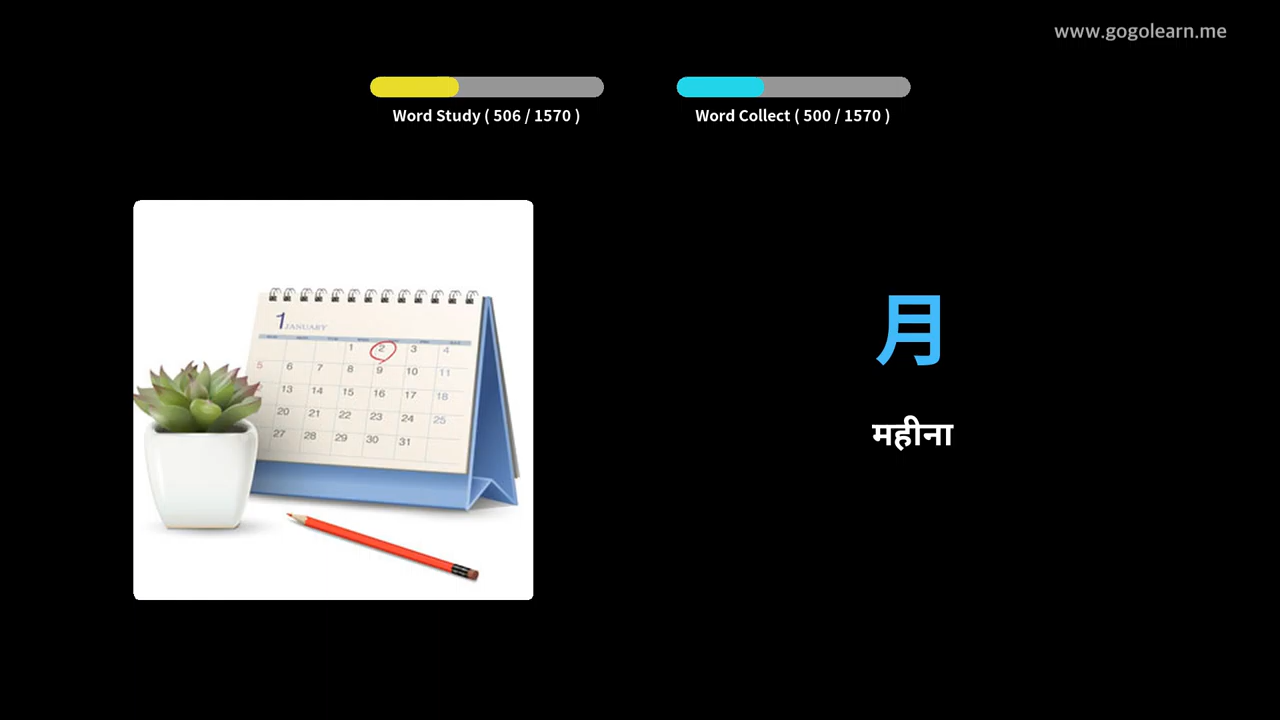 www.gogolearn.me
Word Study ( 506 / 1570 )
Word Collect ( 500 / 1570 )
1 JANUARY
1 2 3 4
5 6 7 8 9 10 11
13 14 15 16 17 18
20 21 22 23 24 25
27 28 29 30 31
月
महीना